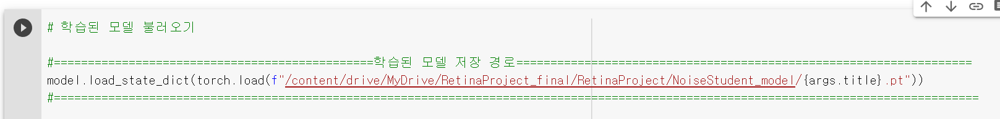 # 학습된 모델 불러오기
#===============================================학습된 모델 저장 경로===================================================================
model.load_state_dict(torch.load(f"/content/drive/MyDrive/RetinaProject_final/RetinaProject/NoiseStudent_model/{args.title}.pt"))
#========================================================================================================================================